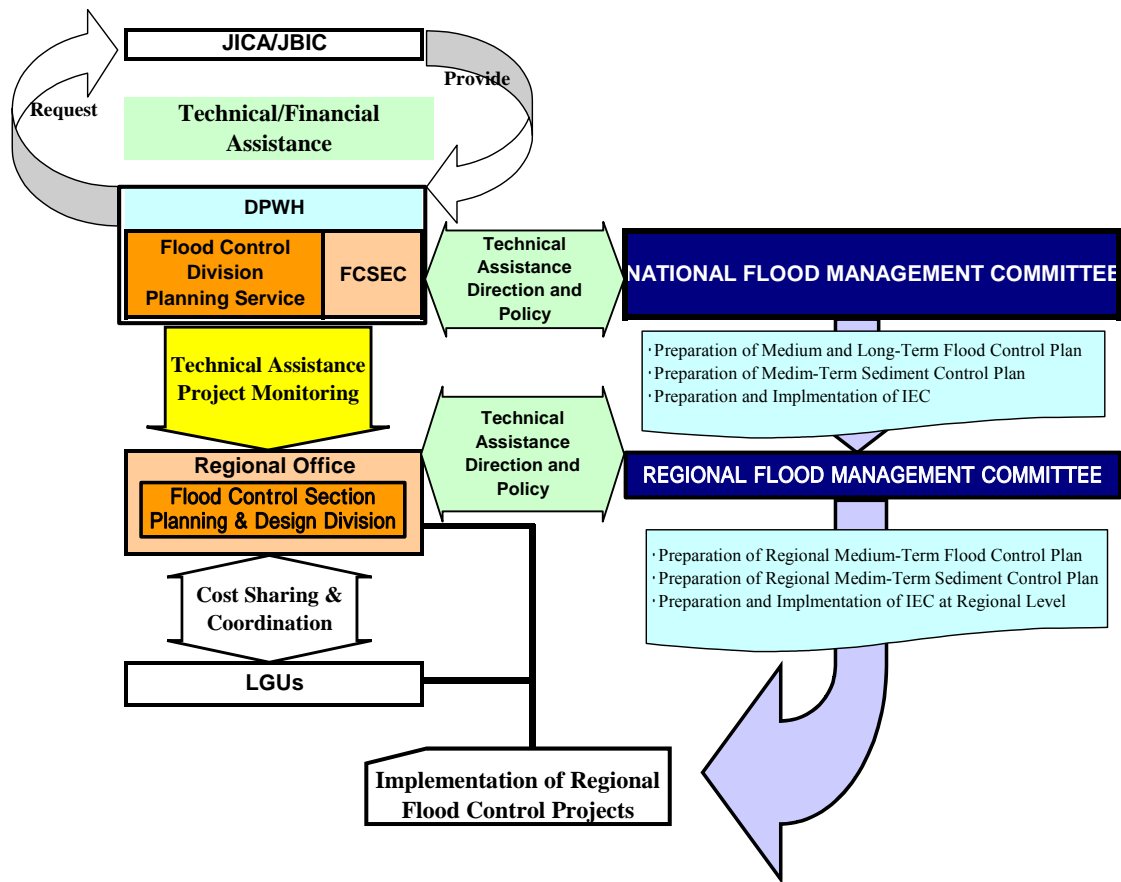 JICA/JBIC
Provide
Request
Technical/Financial
Assistance
DPWH
Flood Control
Division
Planning Service
FCSEC
Technical
Assistance
Direction and
Policy
NATIONAL FLOOD MANAGEMENT COMMITTEE
Technical Assistance
Project Monitoring
·Preparation of Medium and Long-Term Flood Control Plan
·Preparation of Medim-Term Sediment Control Plan
·Preparation and Implmentation of IEC
Technical
Assistance
Direction and
Policy
Regional Office
Flood Control Section
Planning & Design Division
REGIONAL FLOOD MANAGEMENT COMMITTEE
·Preparation of Regional Medium-Term Flood Control Plan
·Preparation of Regional Medim-Term Sediment Control Plan
·Preparation and Implmentation of IEC at Regional Level
Cost Sharing &
Coordination
LGUs
Implementation of Regional
Flood Control Projects